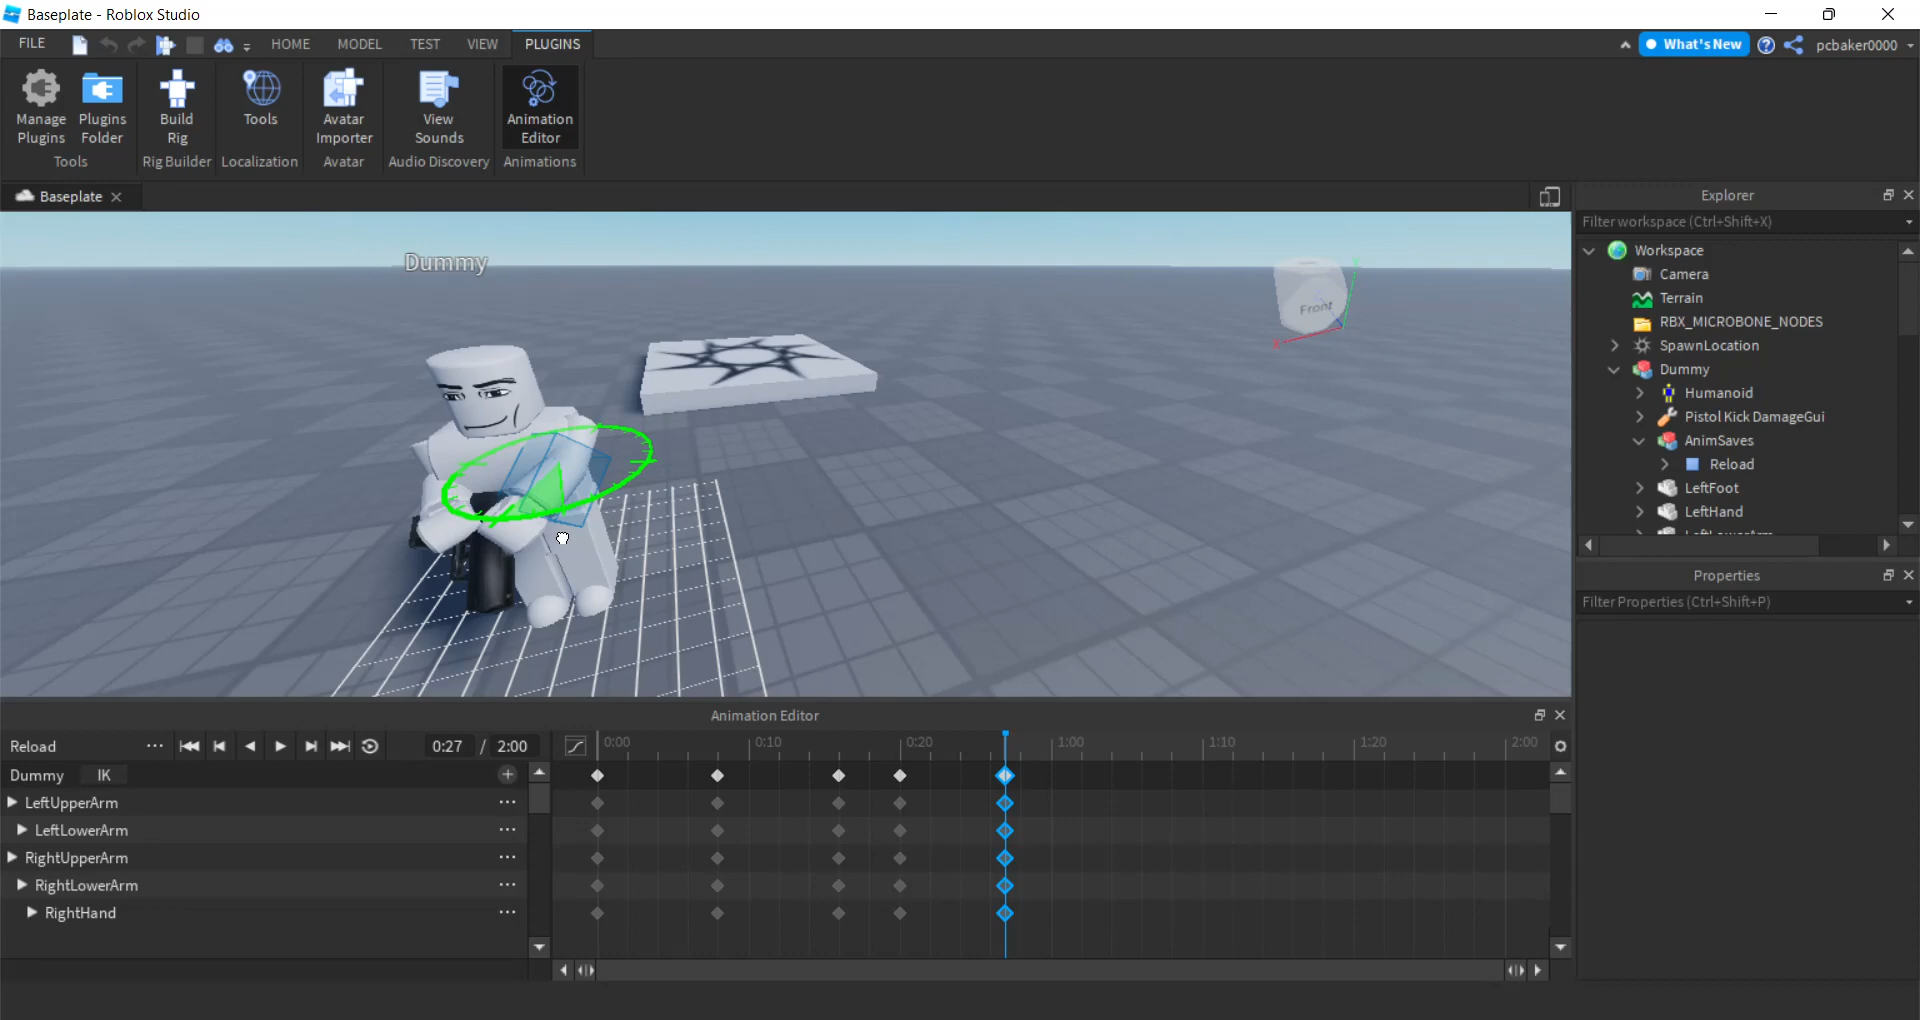 Baseplate - Roblox Studio
FILE HOME MODEL TEST VIEW PLUGINS What's New pcbaker0000
Manage Plugins
Plugins Folder
Build Rig
Tools
Avatar Importer
View Sounds
Animation Editor
Tools Rig Builder Localization Avatar Audio Discovery Animations
Baseplate
Explorer
Filter workspace (Ctrl+Shift+X)
Workspace
Camera
Terrain
RBX_MICROBONE_NODES
SpawnLocation
Dummy
Humanoid
Pistol Kick DamageGui
AnimSaves
Reload
LeftFoot
LeftHand
LeftLowerArm
Properties
Filter Properties (Ctrl+Shift+P)
Dummy
Front
Y
X
Animation Editor
Reload ... 0:27 / 2:00 0:00 0:10 0:20 1:00 1:10 1:20 2:00
Dummy IK
LeftUpperArm ...
LeftLowerArm ...
RightUpperArm ...
RightLowerArm ...
RightHand ...